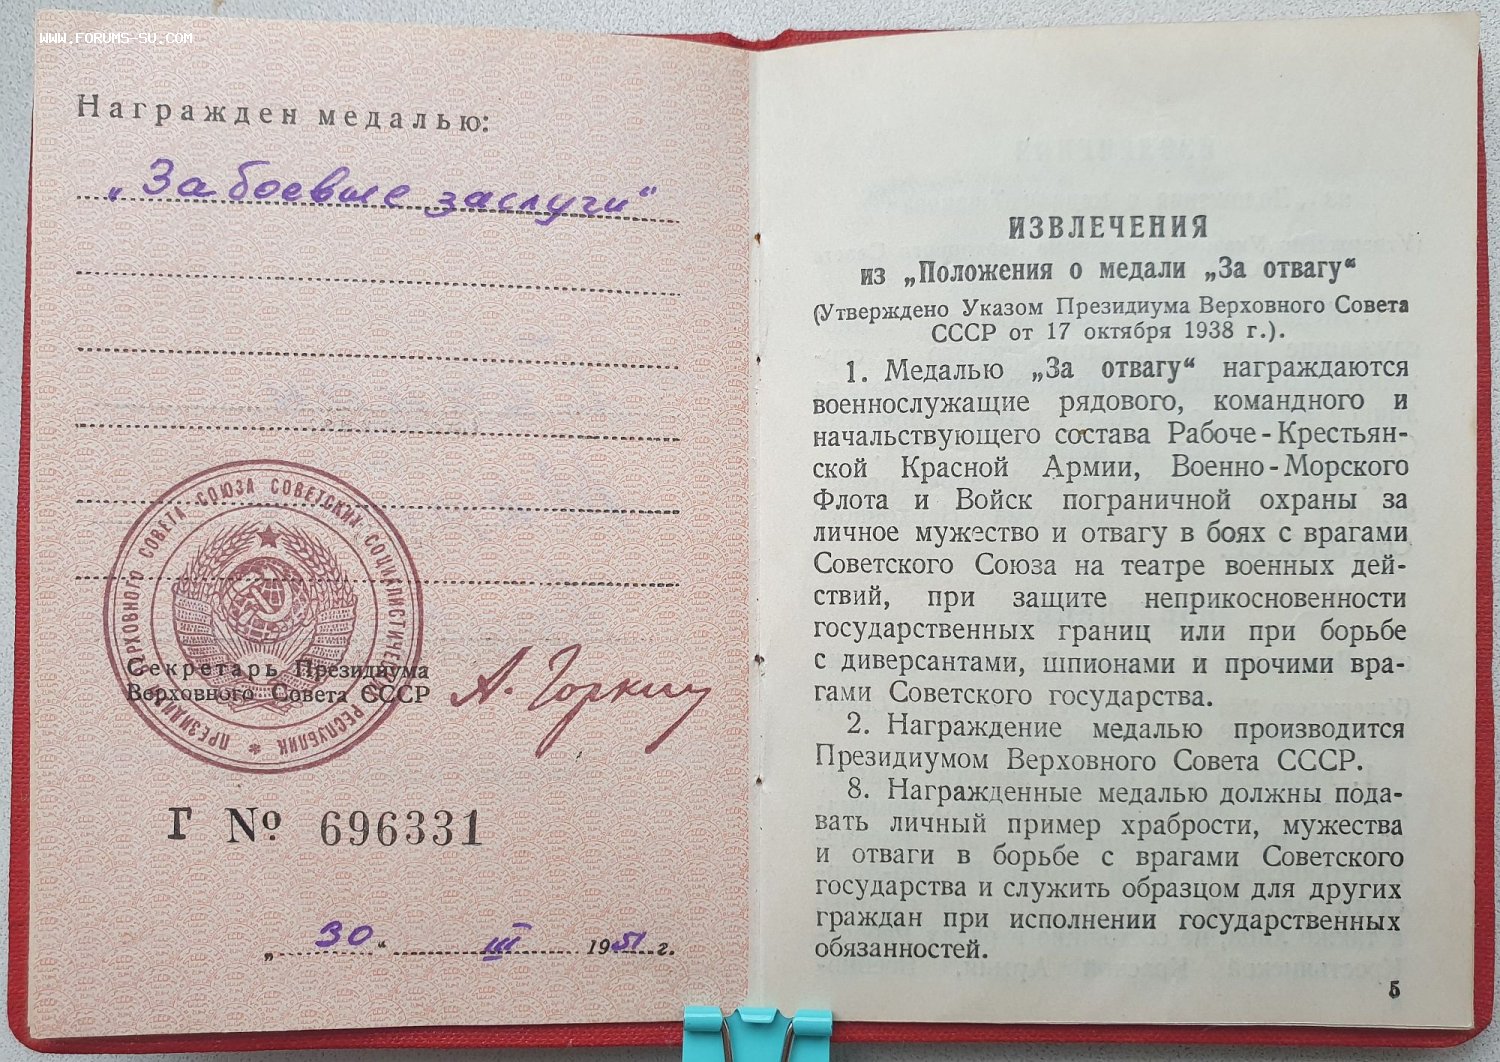 WWW.FORUMS-SU.COM
Награжден медалью:
„За боевые заслуги“
ПРЕЗИДИУМ ВЕРХОВНОГО СОВЕТА СОЮЗА СОВЕТСКИХ СОЦИАЛИСТИЧЕСКИХ РЕСПУБЛИК *
Секретарь Президиума
Верховного Совета СССР
А. Горкин
Г № 696331
„30“ III 1951 г.
ИЗВЛЕЧЕНИЯ
из „Положения о медали „За отвагу“
(Утверждено Указом Президиума Верховного Совета
СССР от 17 октября 1938 г.).
1. Медалью „За отвагу“ награждаются
военнослужащие рядового, командного и
начальствующего состава Рабоче-Крестьян-
ской Красной Армии, Военно-Морского
Флота и Войск пограничной охраны за
личное мужество и отвагу в боях с врагами
Советского Союза на театре военных дей-
ствий, при защите неприкосновенности
государственных границ или при борьбе
с диверсантами, шпионами и прочими вра-
гами Советского государства.
2. Награждение медалью производится
Президиумом Верховного Совета СССР.
8. Награжденные медалью должны пода-
вать личный пример храбрости, мужества
и отваги в борьбе с врагами Советского
государства и служить образцом для других
граждан при исполнении государственных
обязанностей.
5